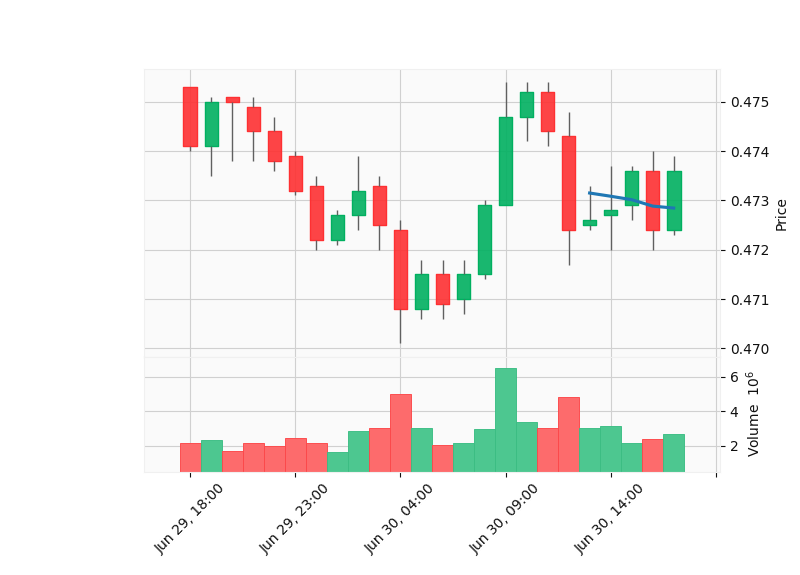 0.475
0.474
0.473
0.472
0.471
0.470
Price
6
4
2
Volume 10^6
Jun 29, 18:00
Jun 29, 23:00
Jun 30, 04:00
Jun 30, 09:00
Jun 30, 14:00